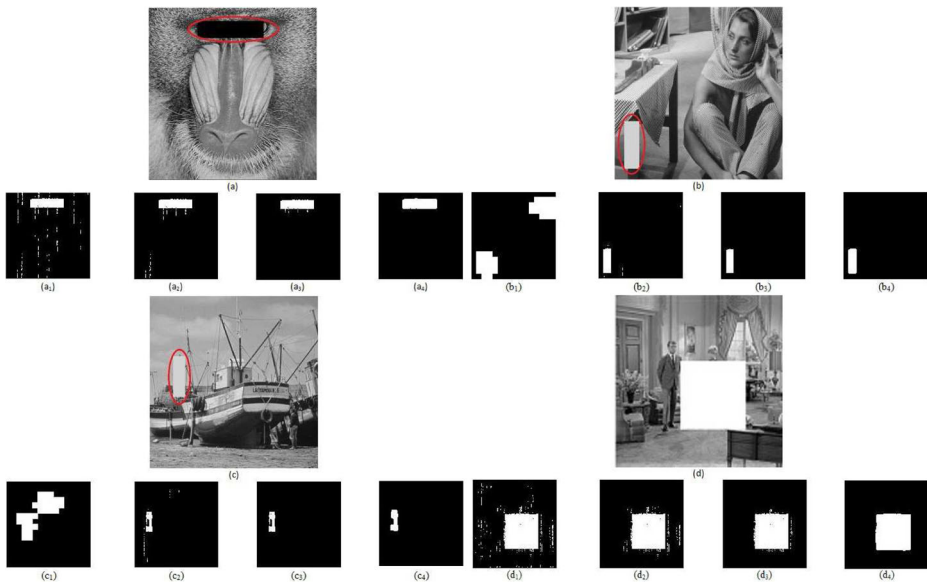 (a)
(b)
(a₁)
(a₂)
(a₃)
(a₄)
(b₁)
(b₂)
(b₃)
(b₄)
(c)
(d)
(c₁)
(c₂)
(c₃)
(c₄)
(d₁)
(d₂)
(d₃)
(d₄)